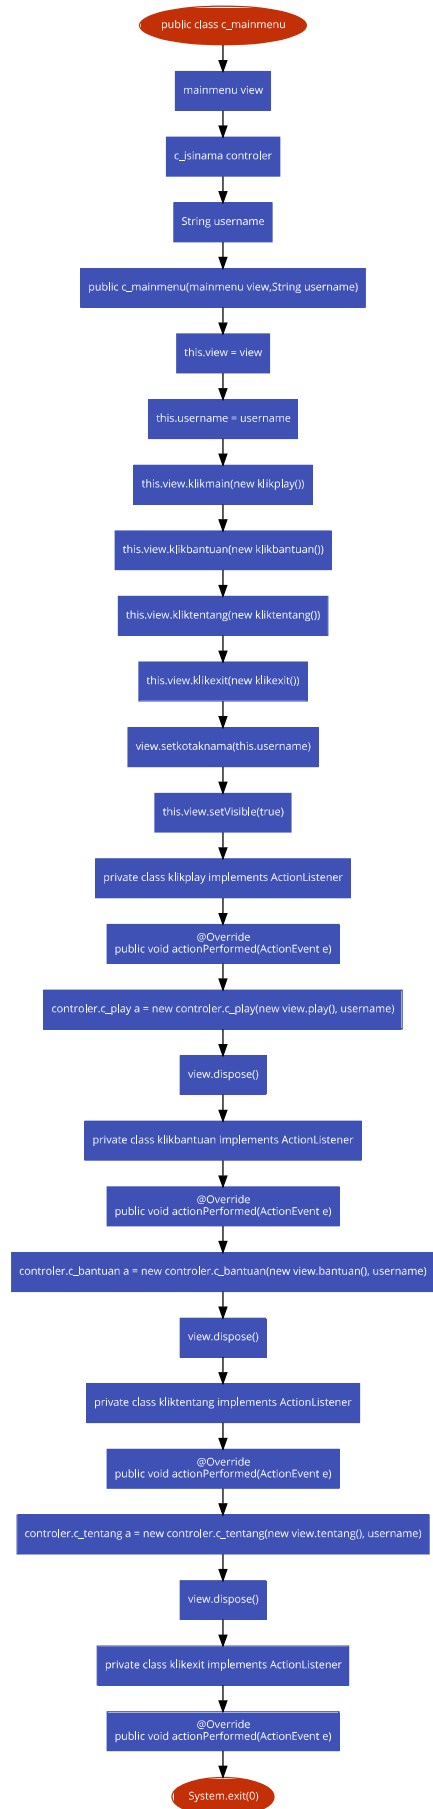 public class c_mainmenu
mainmenu view
c_isinama controler
String username
public c_mainmenu(mainmenu view,String username)
this.view = view
this.username = username
this.view.klikmain(new klikplay())
this.view.klikbantuan(new klikbantuan())
this.view.kliktentang(new kliktentang())
this.view.klikexit(new klikexit())
view.setkotaknama(this.username)
this.view.setVisible(true)
private class klikplay implements ActionListener
@Override
public void actionPerformed(ActionEvent e)
controler.c_play a = new controler.c_play(new view.play(), username)
view.dispose()
private class klikbantuan implements ActionListener
@Override
public void actionPerformed(ActionEvent e)
controler.c_bantuan a = new controler.c_bantuan(new view.bantuan(), username)
view.dispose()
private class kliktentang implements ActionListener
@Override
public void actionPerformed(ActionEvent e)
controler.c_tentang a = new controler.c_tentang(new view.tentang(), username)
view.dispose()
private class klikexit implements ActionListener
@Override
public void actionPerformed(ActionEvent e)
System.exit(0)